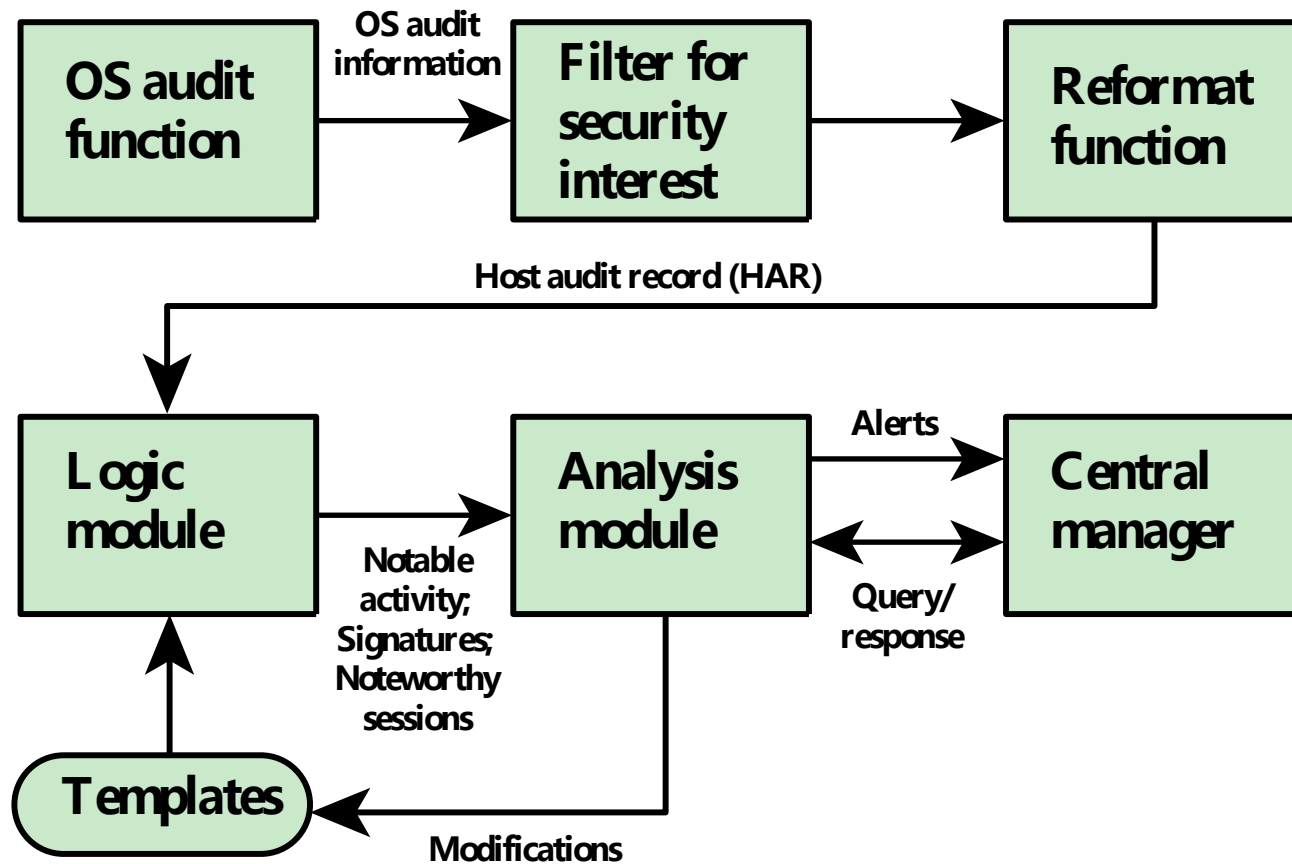 OS audit
function
OS audit
information
Filter for
security
interest
Reformat
function
Host audit record (HAR)
Logic
module
Notable
activity;
Signatures;
Noteworthy
sessions
Analysis
module
Alerts
Query/
response
Central
manager
Templates
Modifications